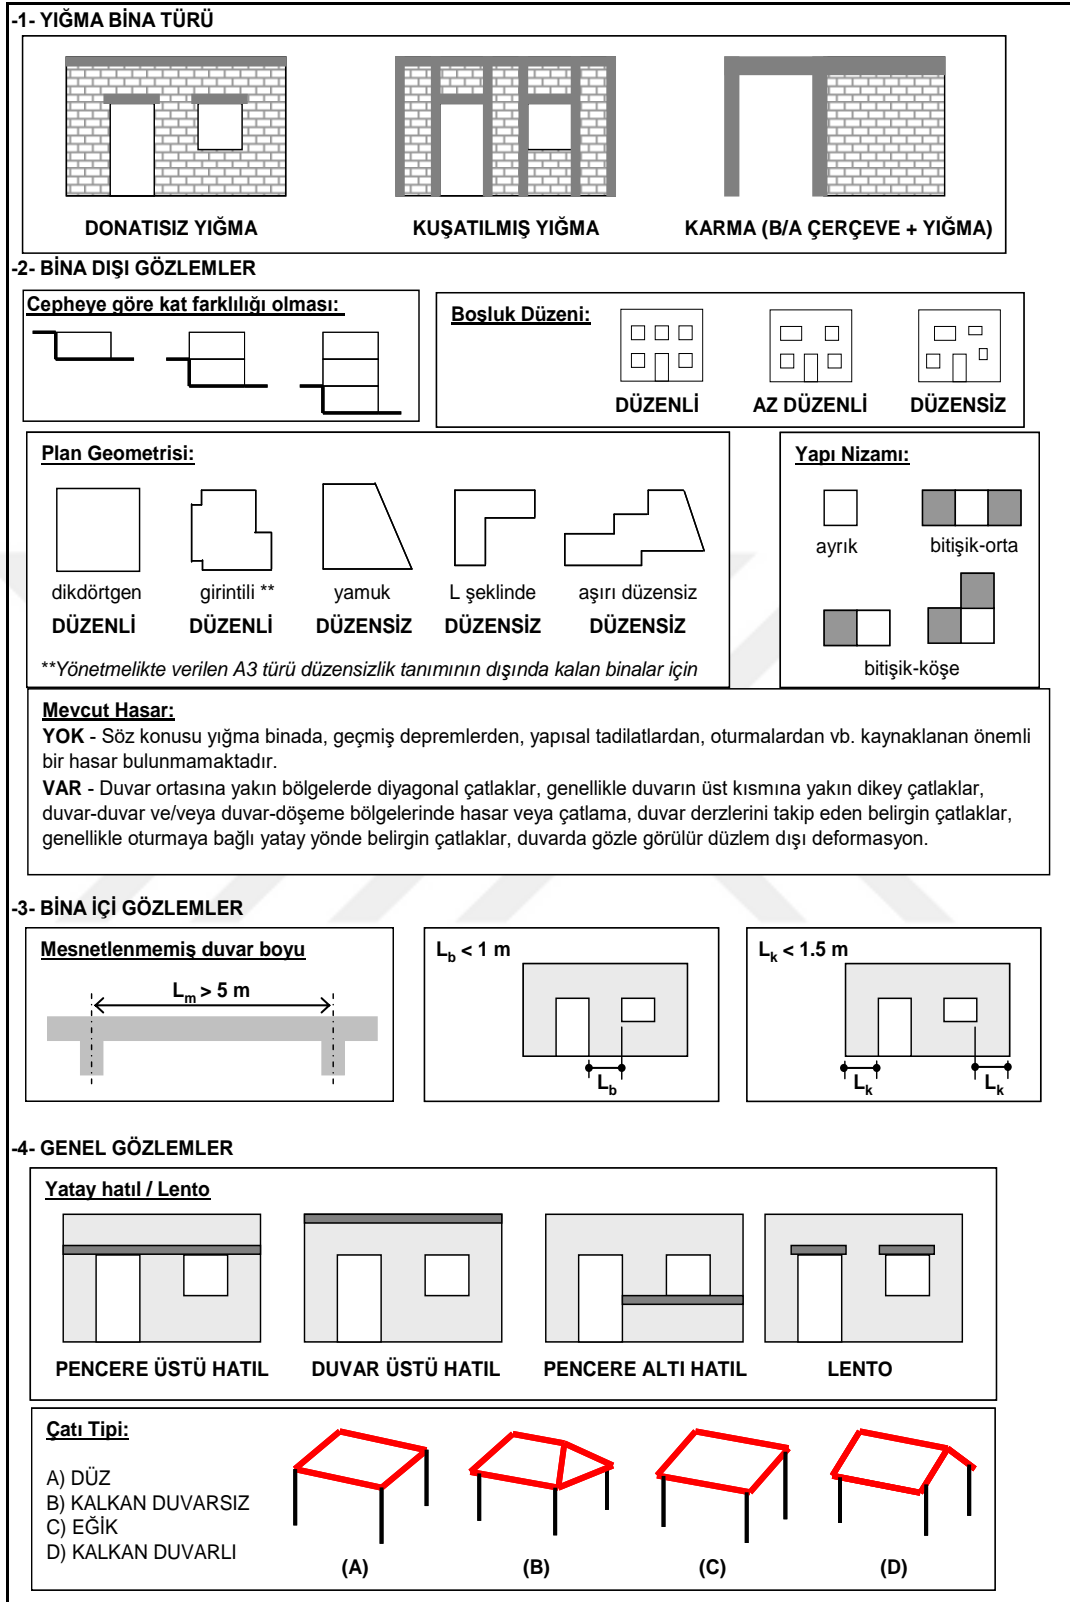 -1- YIĞMA BİNA TÜRÜ
DONATISIZ YIĞMA
KUŞATILMIŞ YIĞMA
KARMA (B/A ÇERÇEVE + YIĞMA)
-2- BİNA DIŞI GÖZLEMLER
Cepheye göre kat farklılığı olması:
Boşluk Düzeni:
DÜZENLİ
AZ DÜZENLİ
DÜZENSİZ
Plan Geometrisi:
dikdörtgen
girintili **
yamuk
L şeklinde
aşırı düzensiz
DÜZENLİ
DÜZENLİ
DÜZENSİZ
DÜZENSİZ
DÜZENSİZ
**Yönetmelikte verilen A3 türü düzensizlik tanımının dışında kalan binalar için
Yapı Nizamı:
ayrık
bitişik-orta
bitişik-köşe
Mevcut Hasar:
YOK - Söz konusu yığma binada, geçmiş depremlerden, yapısal tadilatlardan, oturmalardan vb. kaynaklanan önemli
bir hasar bulunmamaktadır.
VAR - Duvar ortasına yakın bölgelerde diyagonal çatlaklar, genellikle duvarın üst kısmına yakın dikey çatlaklar,
duvar-duvar ve/veya duvar-döşeme bölgelerinde hasar veya çatlama, duvar derzlerini takip eden belirgin çatlaklar,
genellikle oturmaya bağlı yatay yönde belirgin çatlaklar, duvarda gözle görülür düzlem dışı deformasyon.
-3- BİNA İÇİ GÖZLEMLER
Mesnetlenmemiş duvar boyu
Lm > 5 m
Lb < 1 m
Lb
Lk < 1.5 m
Lk
Lk
-4- GENEL GÖZLEMLER
Yatay hatıl / Lento
PENCERE ÜSTÜ HATIL
DUVAR ÜSTÜ HATIL
PENCERE ALTI HATIL
LENTO
Çatı Tipi:
A) DÜZ
B) KALKAN DUVARSIZ
C) EĞİK
D) KALKAN DUVARLI
(A)
(B)
(C)
(D)